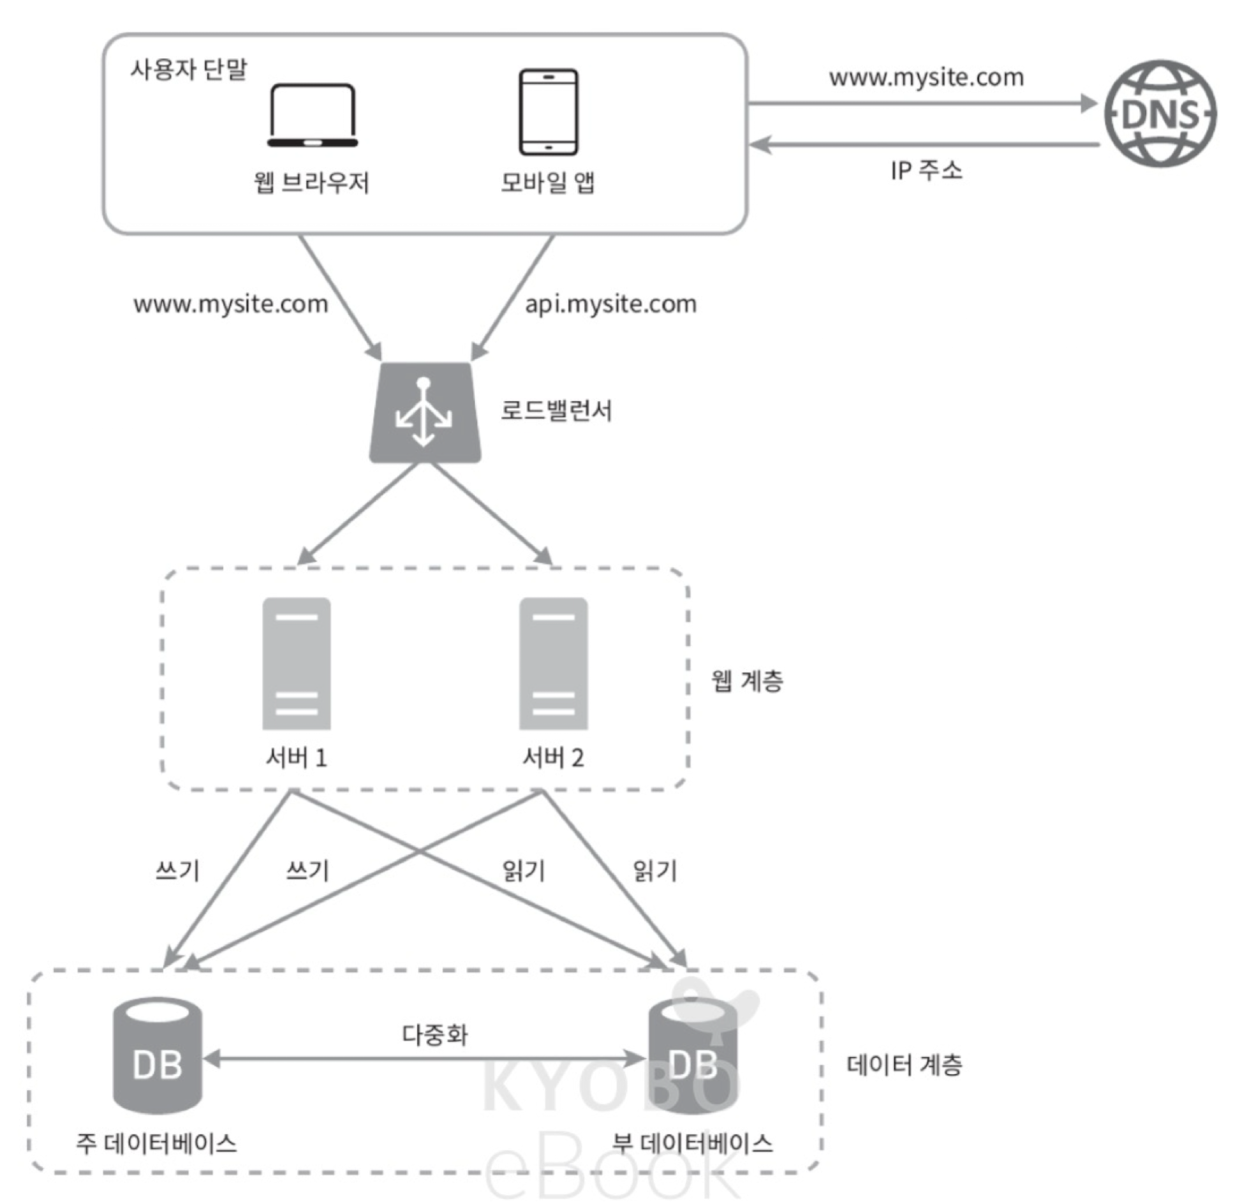 사용자 단말
웹 브라우저
모바일 앱
www.mysite.com
DNS
IP 주소
www.mysite.com
api.mysite.com
로드밸런서
서버 1
서버 2
웹 계층
쓰기
쓰기
읽기
읽기
DB
다중화
DB
데이터 계층
주 데이터베이스
부 데이터베이스
KYOBO
eBook